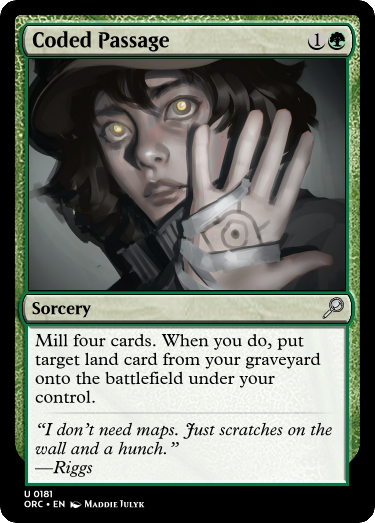 Coded Passage 1
Sorcery
Mill four cards. When you do, put
target land card from your graveyard
onto the battlefield under your
control.
“I don’t need maps. Just scratches on the
wall and a hunch.”
—Riggs
U 0181
ORC • EN Maddie Julyk